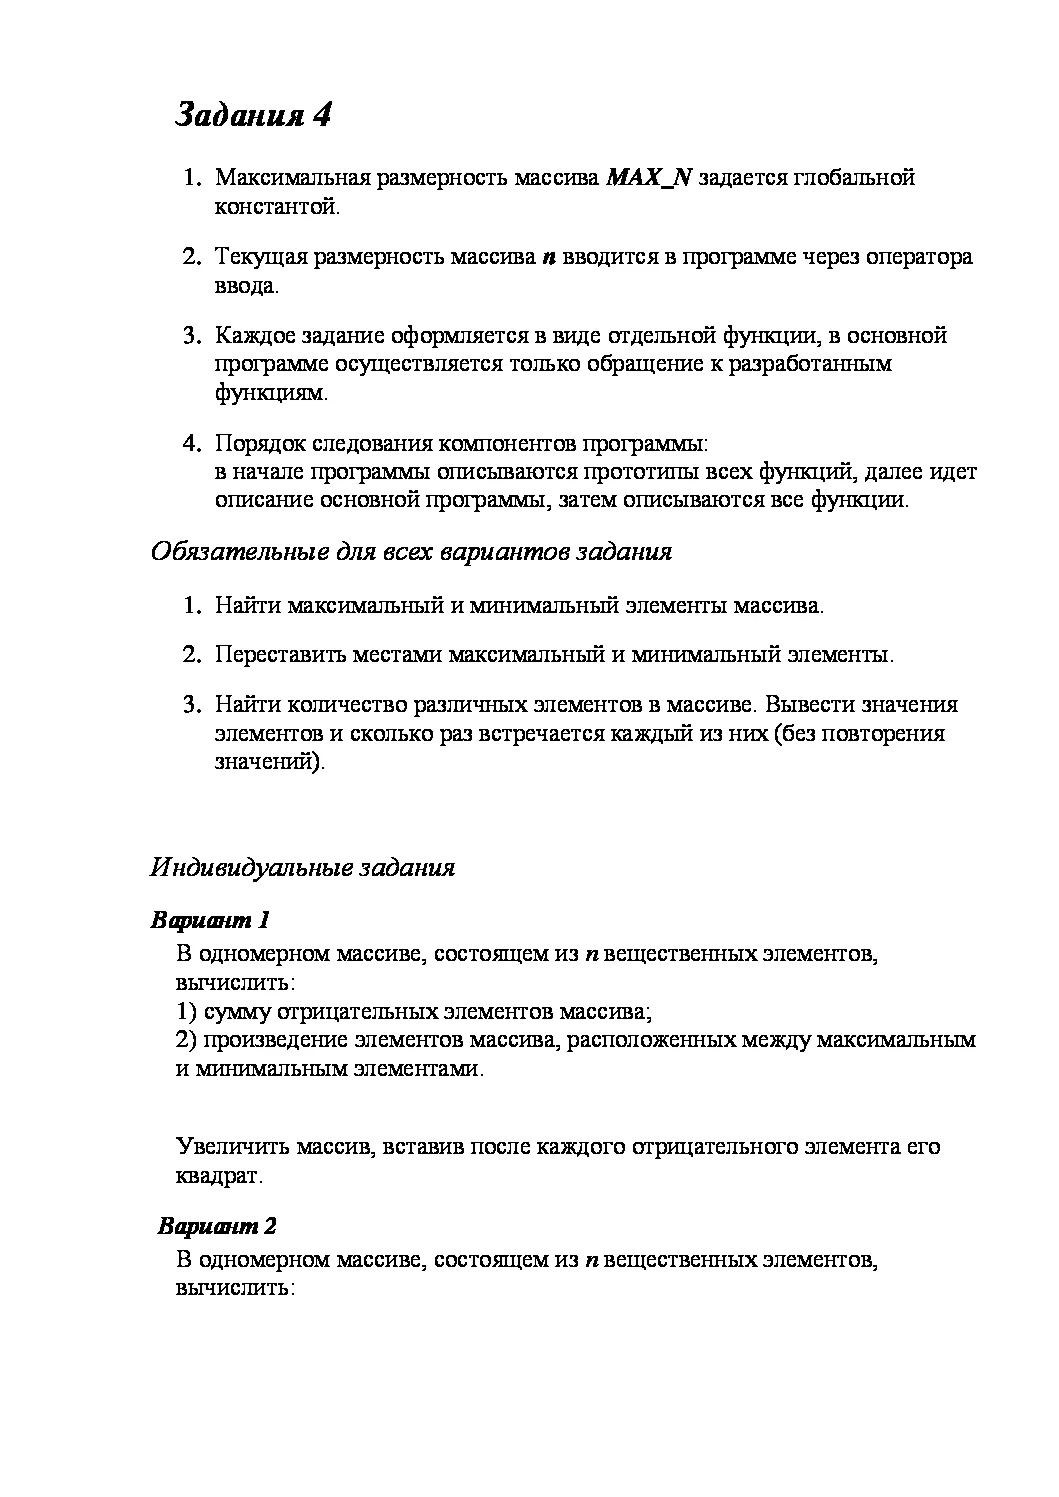 Задания 4
1. Максимальная размерность массива MAX_N задается глобальной
константой.
2. Текущая размерность массива n вводится в программе через оператора
ввода.
3. Каждое задание оформляется в виде отдельной функции, в основной
программе осуществляется только обращение к разработанным
функциям.
4. Порядок следования компонентов программы:
в начале программы описываются прототипы всех функций, далее идет
описание основной программы, затем описываются все функции.
Обязательные для всех вариантов задания
1. Найти максимальный и минимальный элементы массива.
2. Переставить местами максимальный и минимальный элементы.
3. Найти количество различных элементов в массиве. Вывести значения
элементов и сколько раз встречается каждый из них (без повторения
значений).
Индивидуальные задания
Вариант 1
В одномерном массиве, состоящем из n вещественных элементов,
вычислить:
1) сумму отрицательных элементов массива;
2) произведение элементов массива, расположенных между максимальным
и минимальным элементами.
Увеличить массив, вставив после каждого отрицательного элемента его
квадрат.
Вариант 2
В одномерном массиве, состоящем из n вещественных элементов,
вычислить: